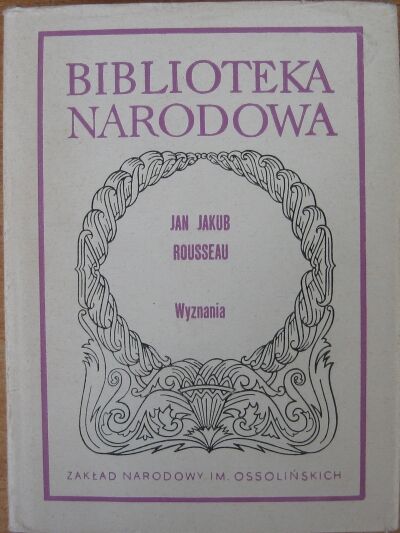 BIBLIOTEKA
NARODOWA
JAN JAKUB
ROUSSEAU
Wyznania
ZAKŁAD NARODOWY IM. OSSOLIŃSKICH